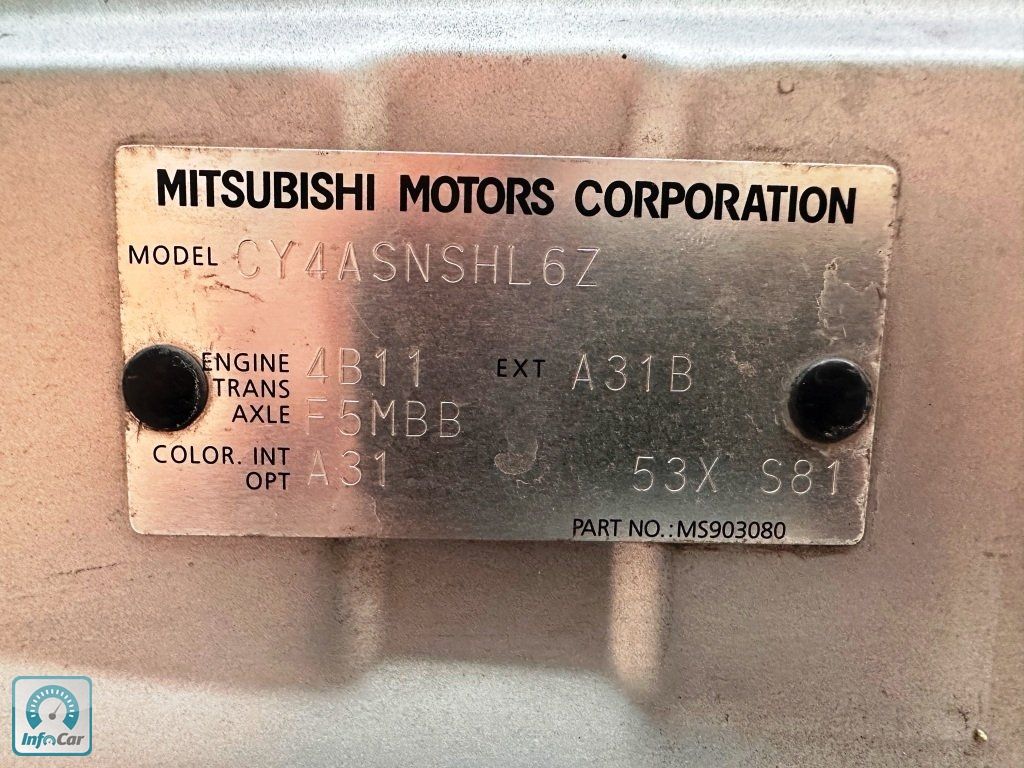 MITSUBISHI MOTORS CORPORATION
MODEL CY4ASNSHL6Z
ENGINE 4B11 EXT A31B
TRANS
AXLE F5MBB
COLOR. INT A31 53X S81
OPT
PART NO.: MS903080
InfoCar